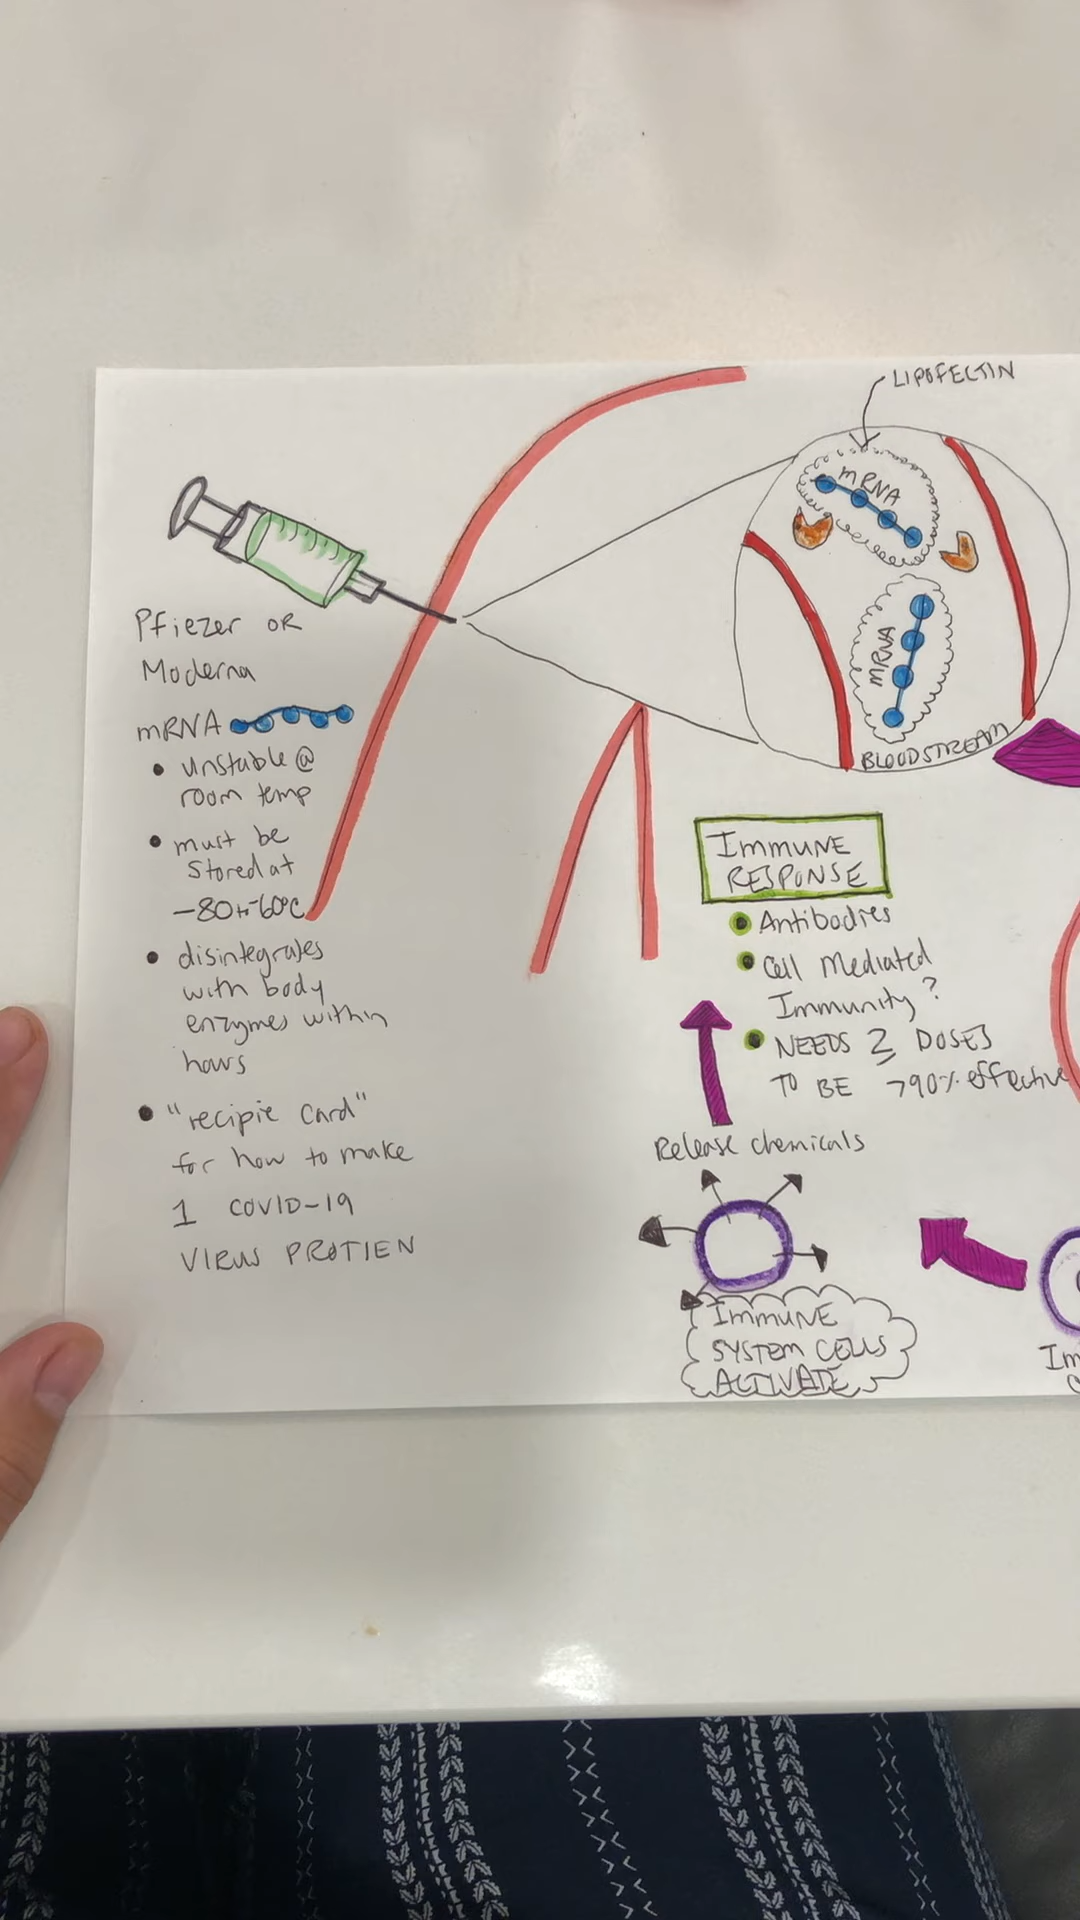 LIPOFECTIN
mRNA
mRNA
BLOODSTREAM
Pfiezer OR
Moderna
mRNA
unstable @
room temp
must be
stored at
-80 to -60°C
disintegrates
with body
enzymes within
hours
"recipie card"
for how to make
1 COVID-19
VIRUS PROTIEN
ImmUNE
RESPONSE
Antibodies
Cell Mediated
Immunity?
NEEDS 2 DOSES
TO BE >90% effective
Release chemicals
ImmUNE
SYSTEM CELLS
ACTIVATE
Im